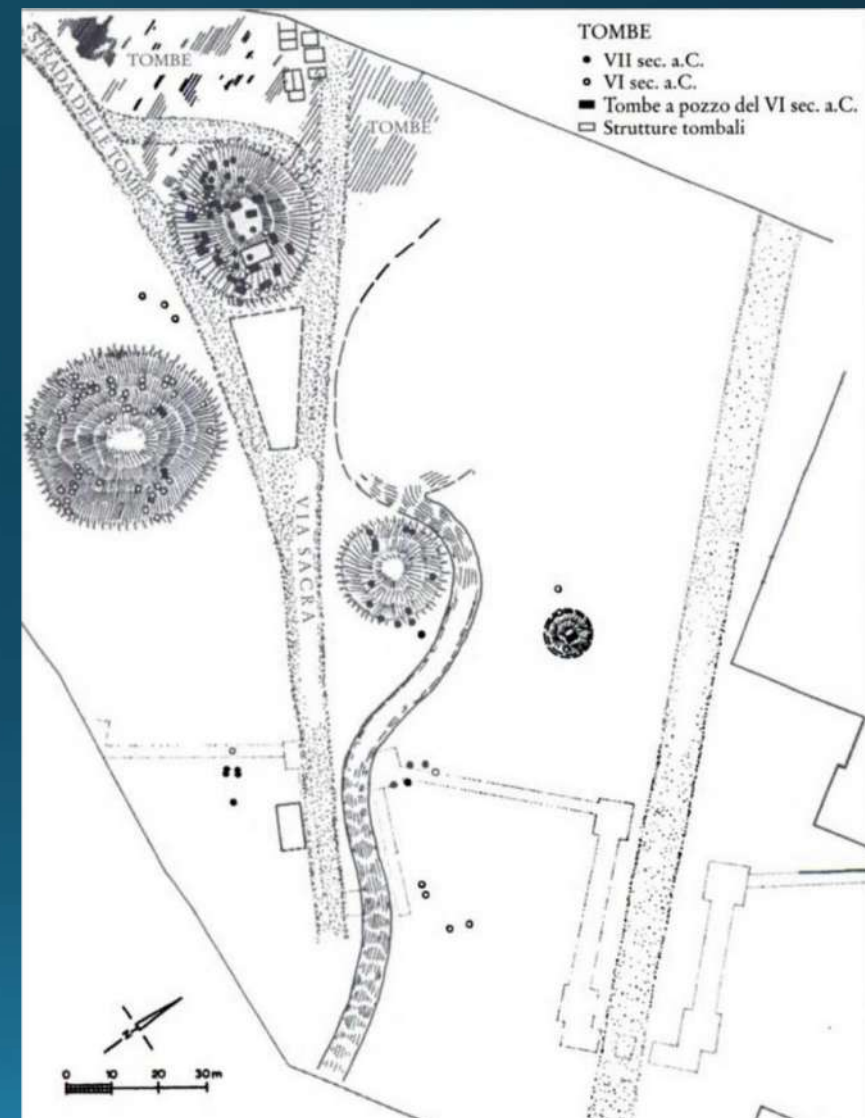 TOMBE
• VII sec. a.C.
VI sec. a.C.
Tombe a pozzo del VI sec. a.C.
Strutture tombali
TOMBE
STRADA DELLE TOMBE
TOMBE
VIA SACRA
N
0 10 20 30 m